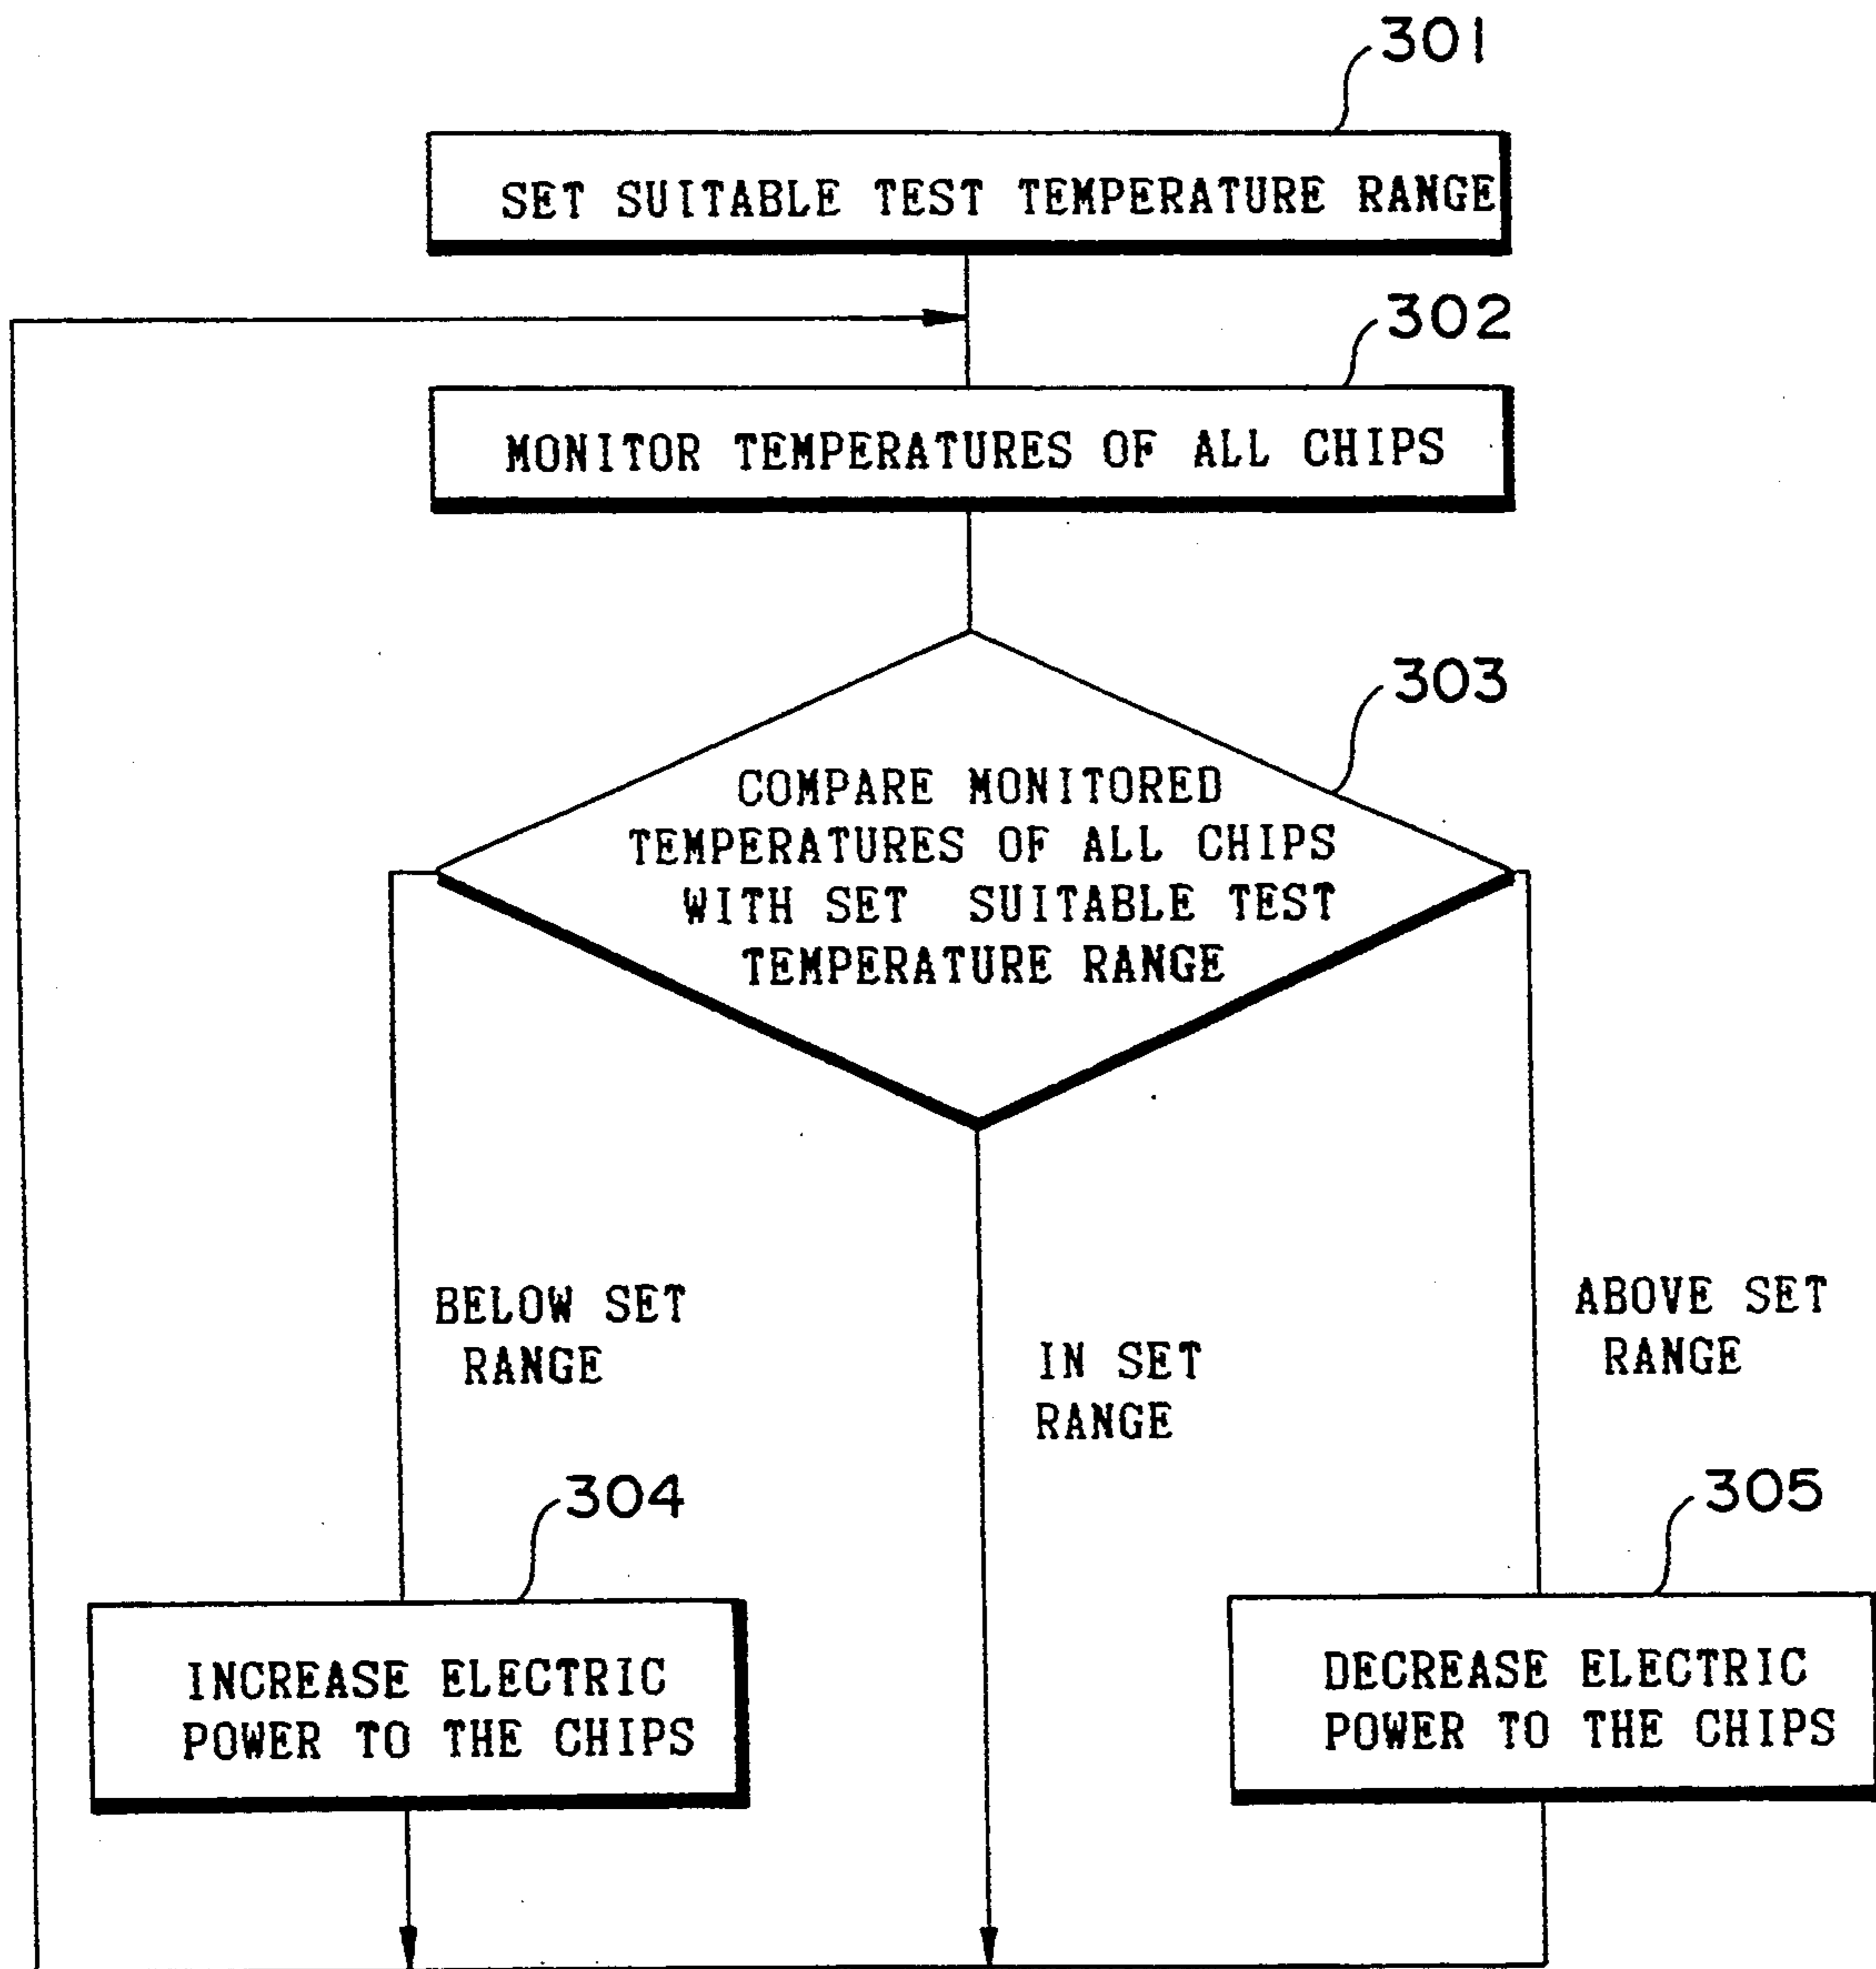 301
SET SUITABLE TEST TEMPERATURE RANGE
302
MONITOR TEMPERATURES OF ALL CHIPS
303
COMPARE MONITORED
TEMPERATURES OF ALL CHIPS
WITH SET SUITABLE TEST
TEMPERATURE RANGE
BELOW SET
RANGE
IN SET
RANGE
ABOVE SET
RANGE
304
INCREASE ELECTRIC
POWER TO THE CHIPS
305
DECREASE ELECTRIC
POWER TO THE CHIPS